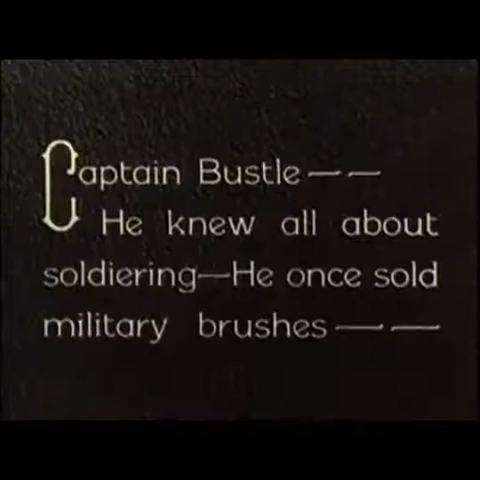 Captain Bustle — —
He knew all about
soldiering—He once sold
military brushes — —